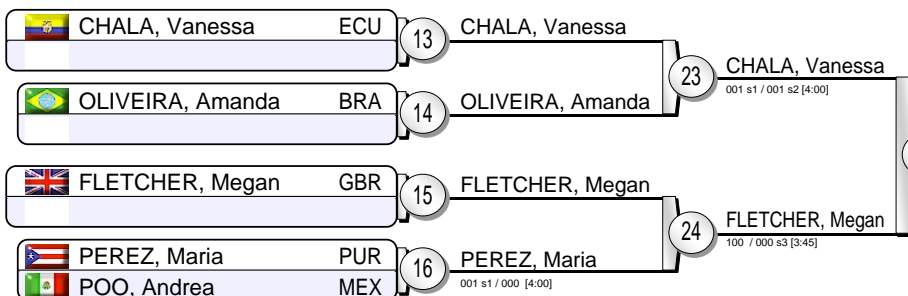 CHALA, Vanessa ECU
13
CHALA, Vanessa
23
CHALA, Vanessa
001 s1 / 001 s2 [4:00]
OLIVEIRA, Amanda BRA
14
OLIVEIRA, Amanda
FLETCHER, Megan GBR
15
FLETCHER, Megan
24
FLETCHER, Megan
100 / 000 s3 [3:45]
PEREZ, Maria PUR
16
PEREZ, Maria
001 s1 / 000 [4:00]
POO, Andrea MEX